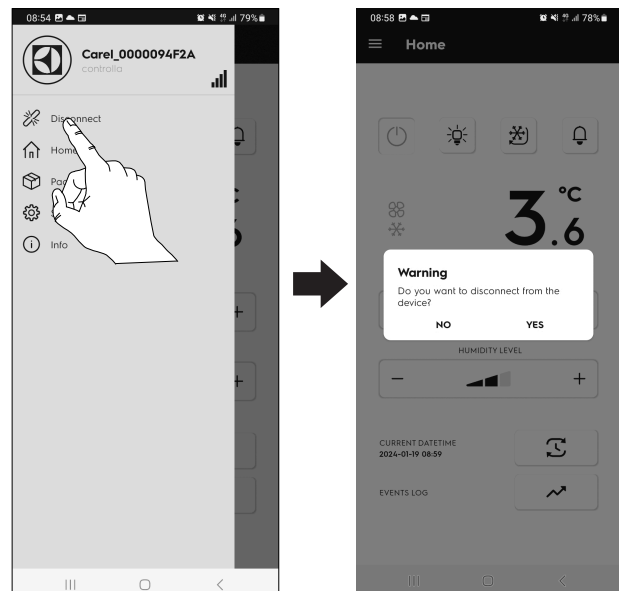 08:54
79%
Carel_0000094F2A
controlla
Disconnect
Home
Info
08:58
78%
Home
°C
3.6
Warning
Do you want to disconnect from the
device?
NO
YES
HUMIDITY LEVEL
CURRENT DATETIME
2024-01-19 08:59
EVENTS LOG